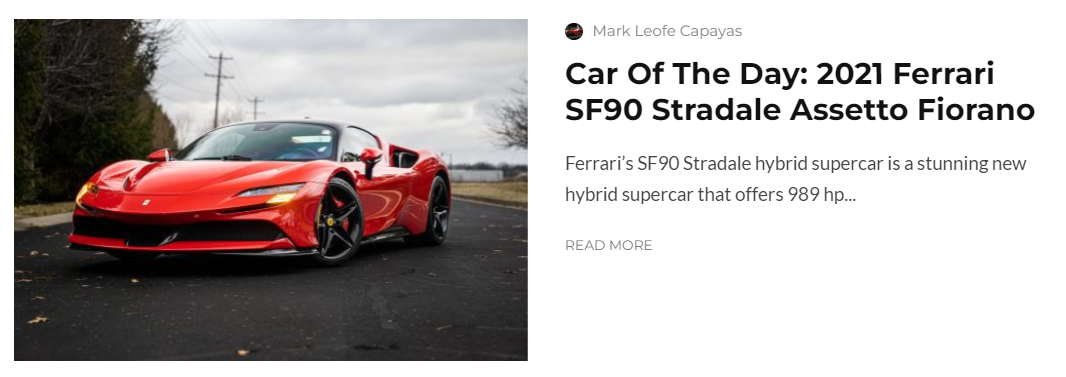 Mark Leofe Capayas
Car Of The Day: 2021 Ferrari
SF90 Stradale Assetto Fiorano
Ferrari’s SF90 Stradale hybrid supercar is a stunning new
hybrid supercar that offers 989 hp...
READ MORE